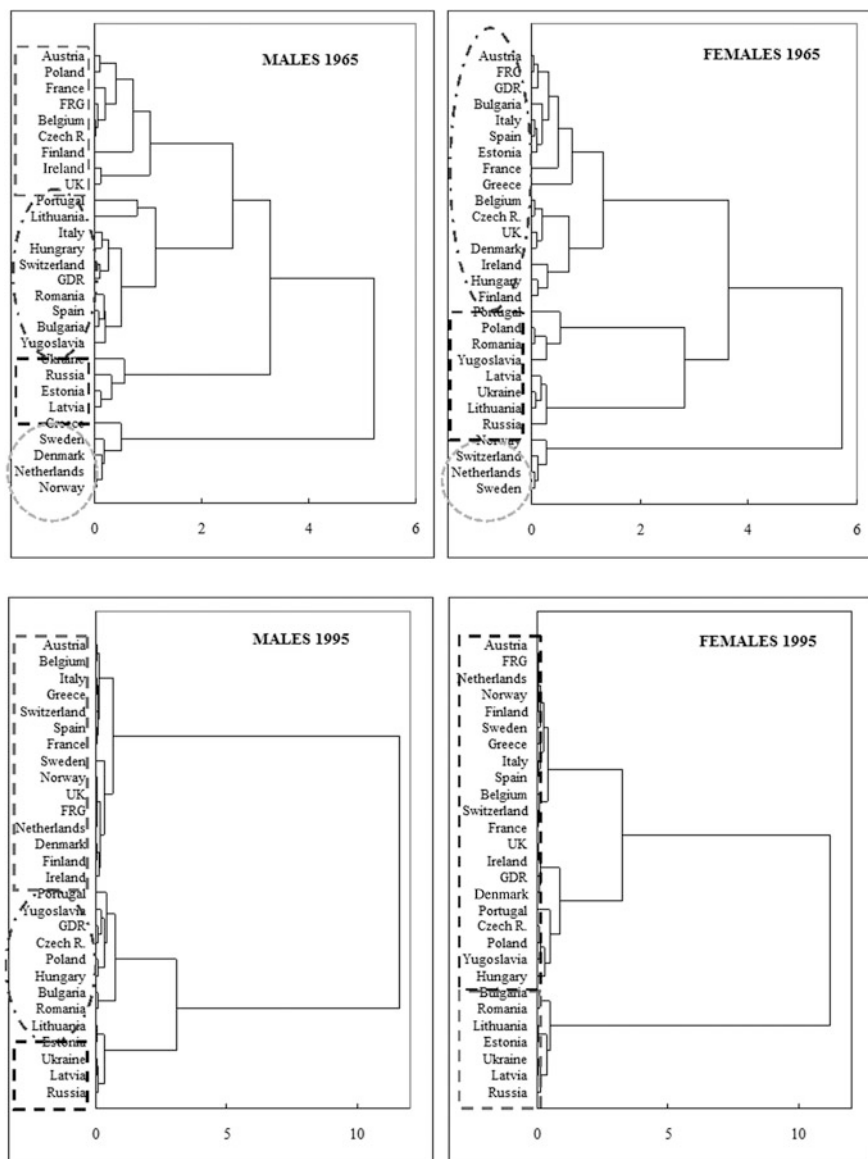 MALES 1965
Austria
Poland
France
FRG
Belgium
Czech R
Finland
Ireland
UK
Portugal
Lithuania
Italy
Hungrary
Switzerland
GDR
Romania
Spain
Bulgaria
Yugoslavia
Ukraine
Russia
Estonia
Latvia
Greece
Sweden
Denmark
Netherlands
Norway
0 2 4 6
FEMALES 1965
Austria
FRG
GDR
Bulgaria
Italy
Spain
Estonia
France
Greece
Belgium
Czech R.
UK
Denmark
Ireland
Hungary
Finland
Portugal
Poland
Romania
Yugoslavia
Latvia
Ukraine
Lithuania
Russia
Norway
Switzerland
Netherlands
Sweden
0 2 4 6
MALES 1995
Austria
Belgium
Italy
Greece
Switzerland
Spain
France
Sweden
Norway
UK
FRG
Netherlands
Denmark
Finland
Ireland
Portugal
Yugoslavia
GDR
Czech R.
Poland
Hungary
Bulgaria
Romania
Lithuania
Estonia
Ukraine
Latvia
Russia
0 5 10
FEMALES 1995
Austria
FRG
Netherlands
Norway
Finland
Sweden
Greece
Italy
Spain
Belgium
Switzerland
France
UK
Ireland
GDR
Denmark
Portugal
Czech R.
Poland
Yugoslavia
Hungary
Bulgaria
Romania
Lithuania
Estonia
Ukraine
Latvia
Russia
0 5 10